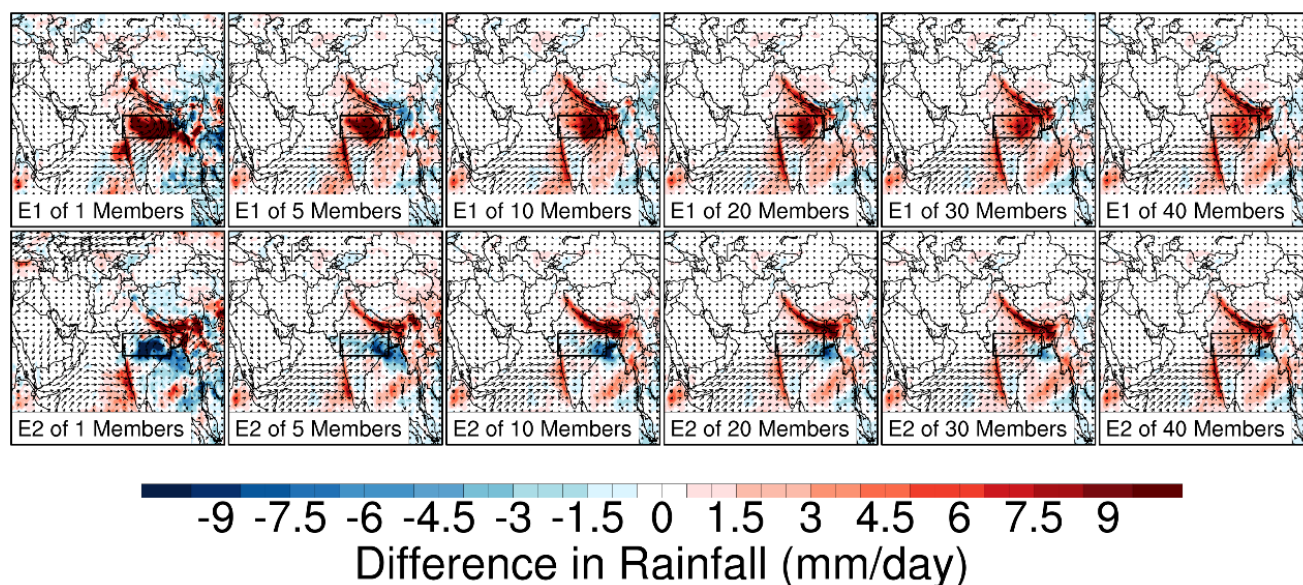 E1 of 1 Members
E1 of 5 Members
E1 of 10 Members
E1 of 20 Members
E1 of 30 Members
E1 of 40 Members
E2 of 1 Members
E2 of 5 Members
E2 of 10 Members
E2 of 20 Members
E2 of 30 Members
E2 of 40 Members
-9 -7.5 -6 -4.5 -3 -1.5 0 1.5 3 4.5 6 7.5 9
Difference in Rainfall (mm/day)